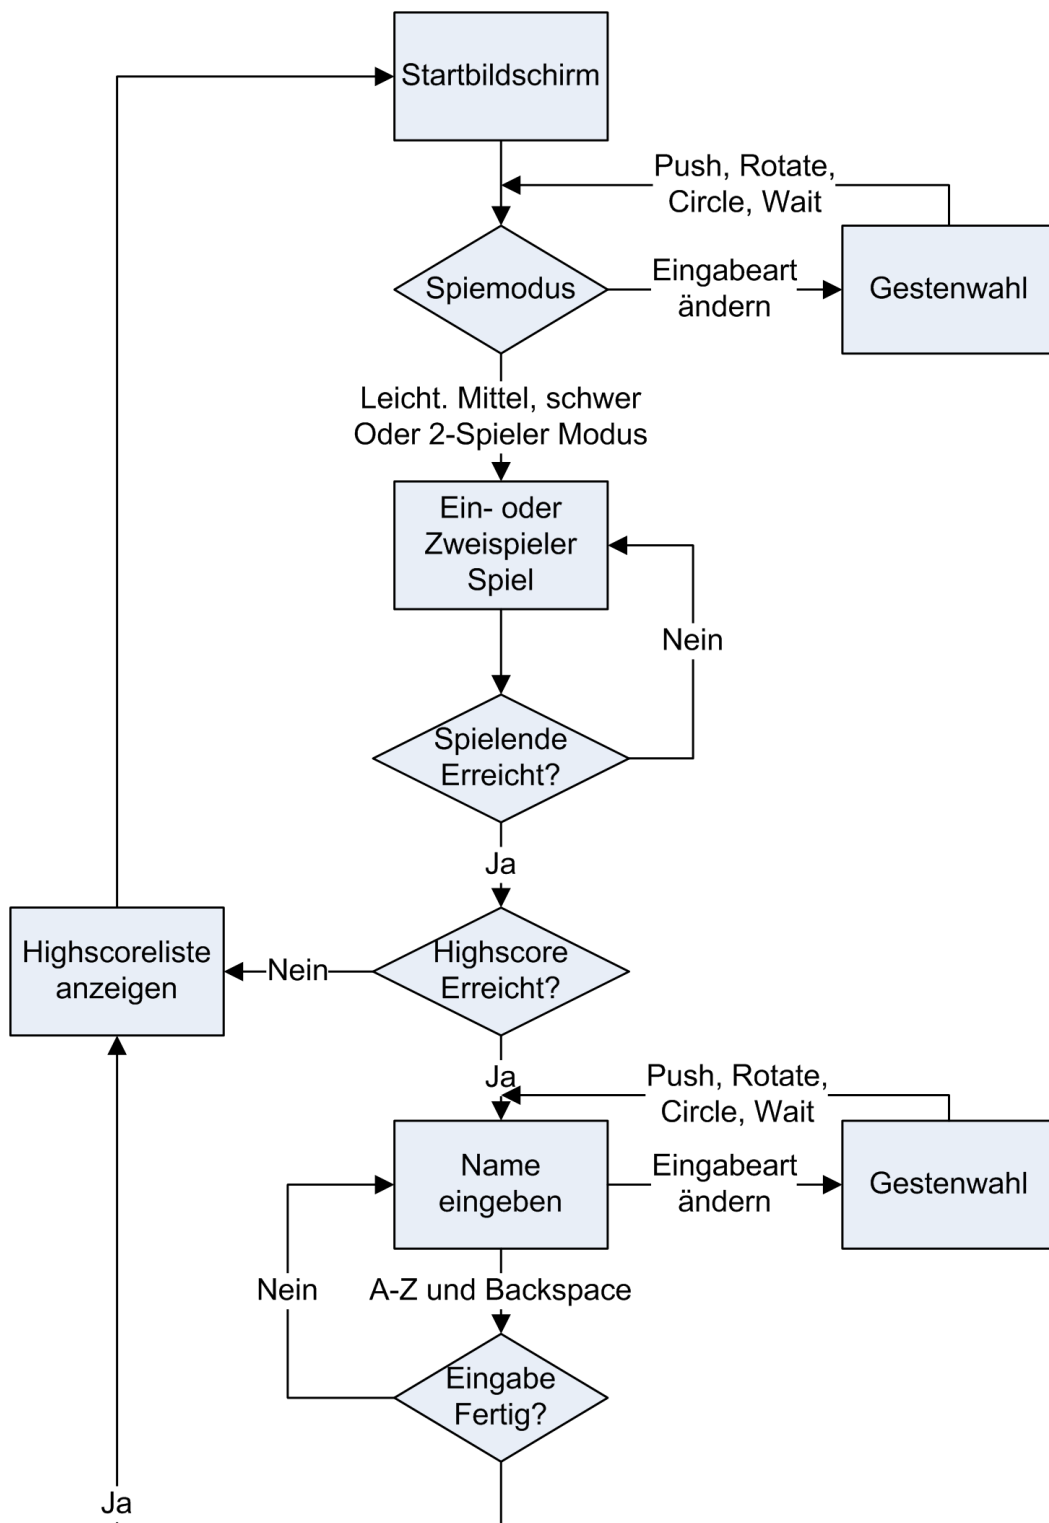 Startbildschirm
Push, Rotate,
Circle, Wait
Spiemodus
Eingabeart
ändern
Gestenwahl
Leicht. Mittel, schwer
Oder 2-Spieler Modus
Ein- oder
Zweispieler
Spiel
Nein
Spielende
Erreicht?
Ja
Highscoreliste
anzeigen
Nein
Highscore
Erreicht?
Ja
Push, Rotate,
Circle, Wait
Name
eingeben
Eingabeart
ändern
Gestenwahl
Nein
A-Z und Backspace
Eingabe
Fertig?
Ja